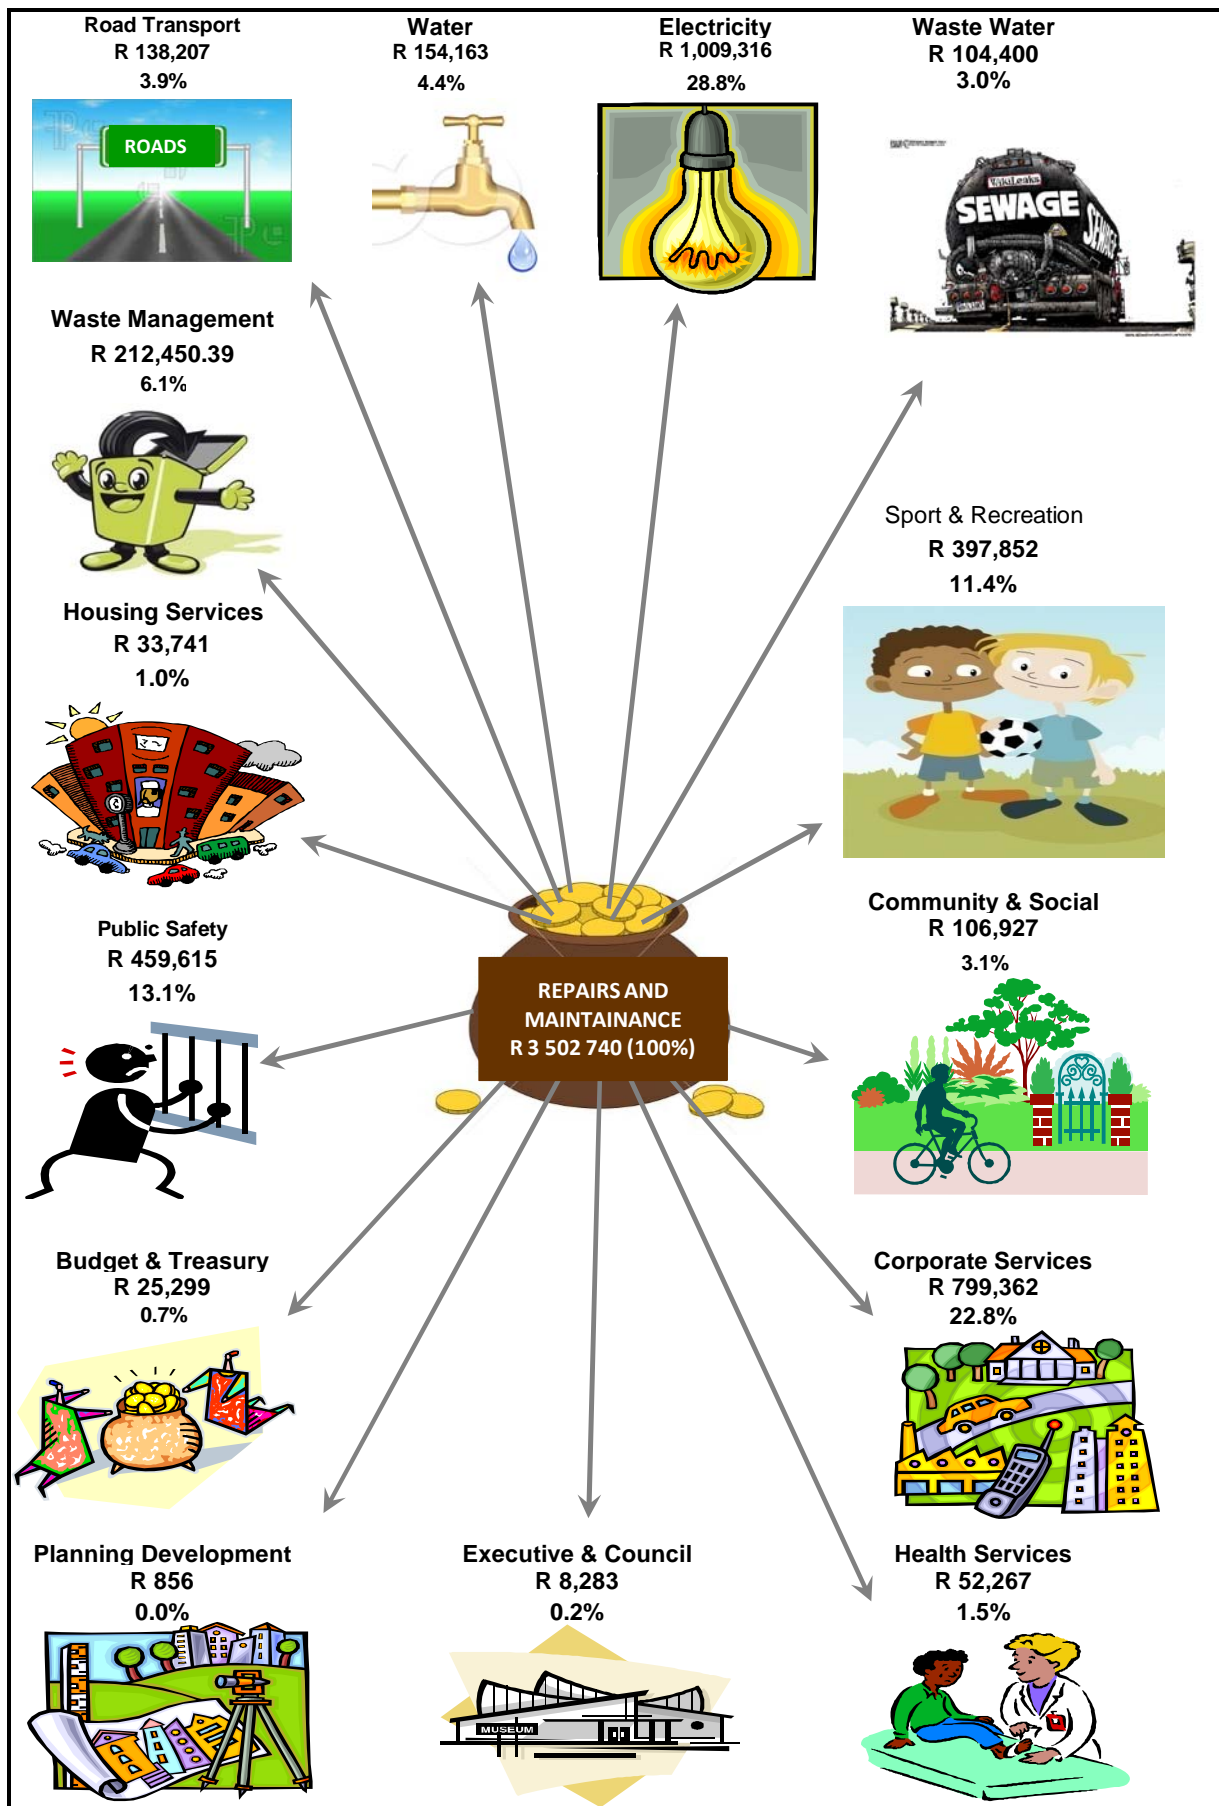 Road Transport
R 138,207
3.9%
Water
R 154,163
4.4%
Electricity
R 1,009,316
28.8%
Waste Water
R 104,400
3.0%
ROADS
WikiLeaks
SEWAGE
SEWAGE
Waste Management
R 212,450.39
6.1%
Sport & Recreation
R 397,852
11.4%
Housing Services
R 33,741
1.0%
Community & Social
R 106,927
3.1%
Public Safety
R 459,615
13.1%
REPAIRS AND
MAINTAINANCE
R 3 502 740 (100%)
Budget & Treasury
R 25,299
0.7%
Corporate Services
R 799,362
22.8%
Planning Development
R 856
0.0%
Executive & Council
R 8,283
0.2%
MUSEUM
Health Services
R 52,267
1.5%